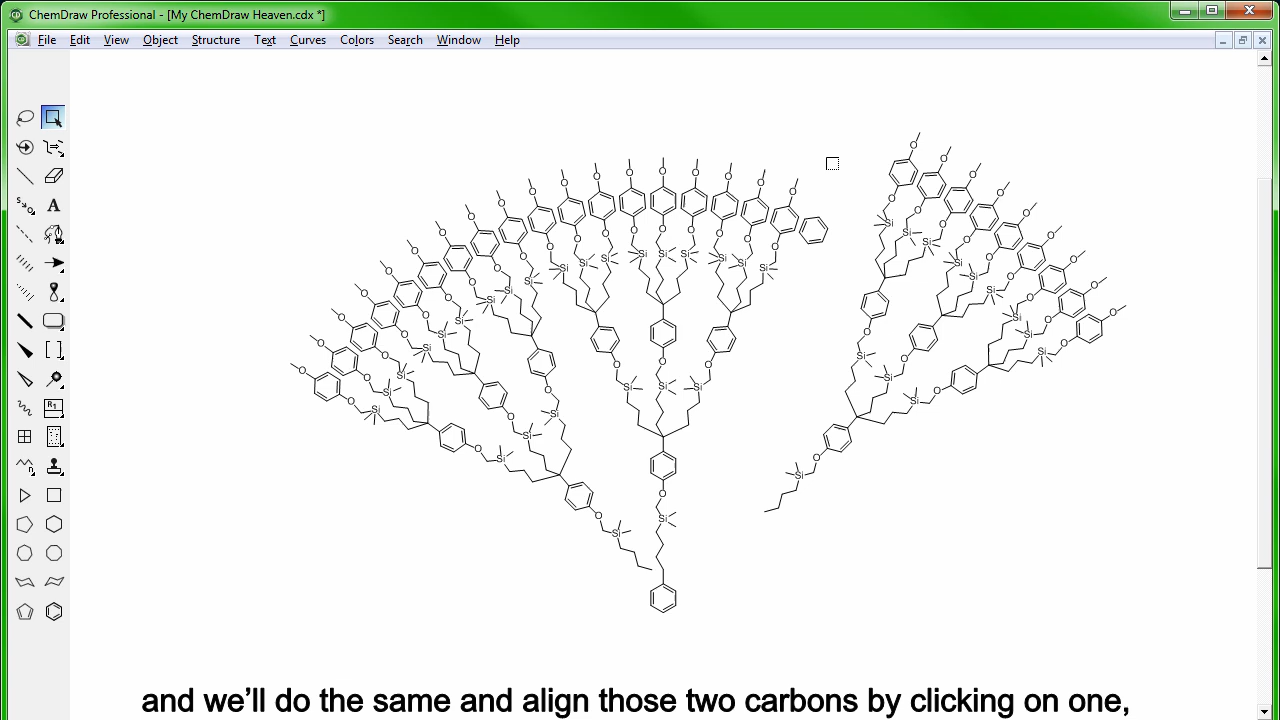 ChemDraw Professional - [My ChemDraw Heaven.cdx *]
File Edit View Object Structure Text Curves Colors Search Window Help
and we’ll do the same and align those two carbons by clicking on one,